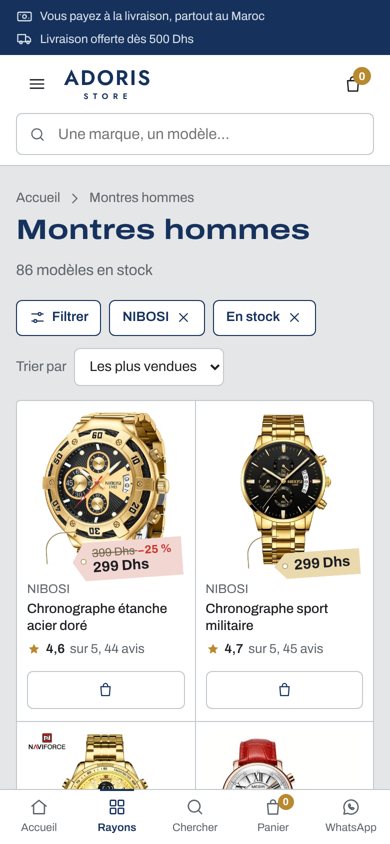 Vous payez à la livraison, partout au Maroc
Livraison offerte dès 500 Dhs
ADORIS
STORE
0
Une marque, un modèle...
Accueil > Montres hommes
Montres hommes
86 modèles en stock
Filtrer
NIBOSI ×
En stock ×
Trier par
Les plus vendues
399 Dhs -25 %
299 Dhs
299 Dhs
NIBOSI
Chronographe étanche
acier doré
4,6 sur 5, 44 avis
NIBOSI
Chronographe sport
militaire
4,7 sur 5, 45 avis
NAVIFORCE
Accueil
Rayons
Chercher
0
Panier
WhatsApp